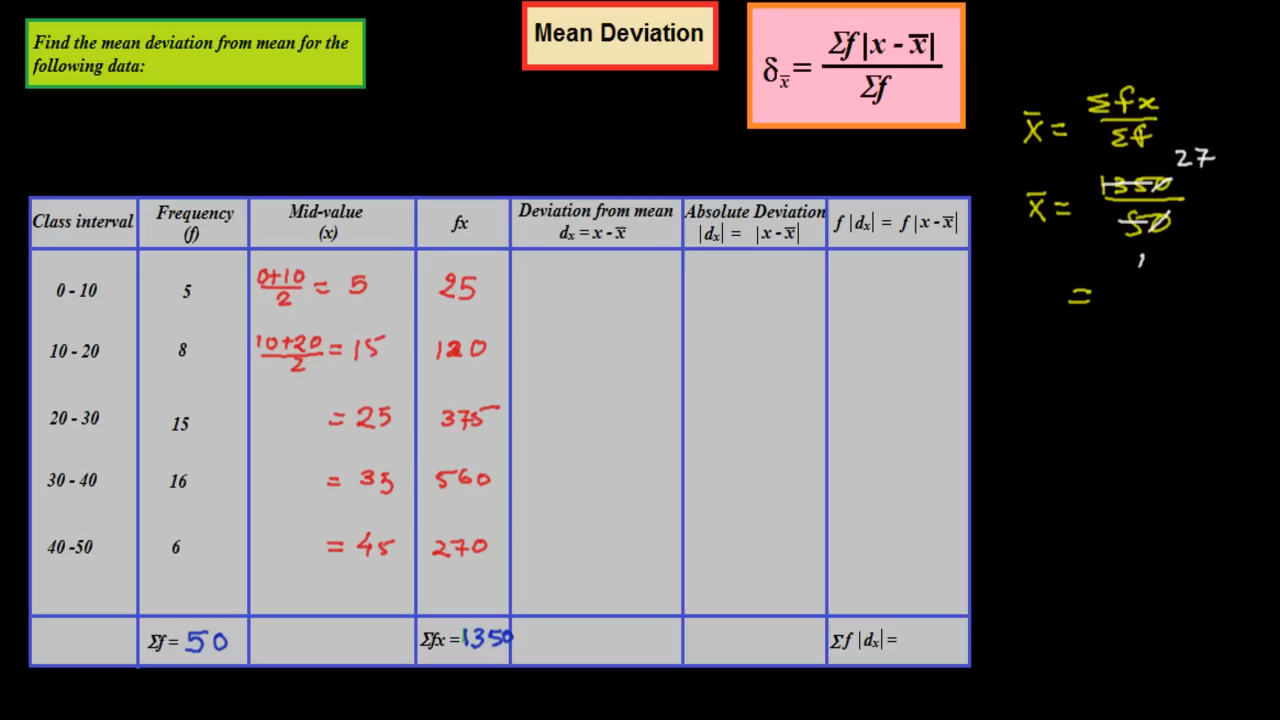 Find the mean deviation from mean for the
following data:
Mean Deviation
δx̄ = Σf|x - x̄| / Σf
x̄ = Σfx / Σf
27
x̄ = 1350 / 50
1
=
Class interval | Frequency (f) | Mid-value (x) | fx | Deviation from mean dx = x - x̄ | Absolute Deviation |dx| = |x - x̄| | f|dx| = f|x - x̄|
0 - 10 | 5 | 0+10/2 = 5 | 25
10 - 20 | 8 | 10+20/2 = 15 | 120
20 - 30 | 15 | = 25 | 375
30 - 40 | 16 | = 35 | 560
40 -50 | 6 | = 45 | 270
Σf = 50 | Σfx = 1350 | Σf |dx| =